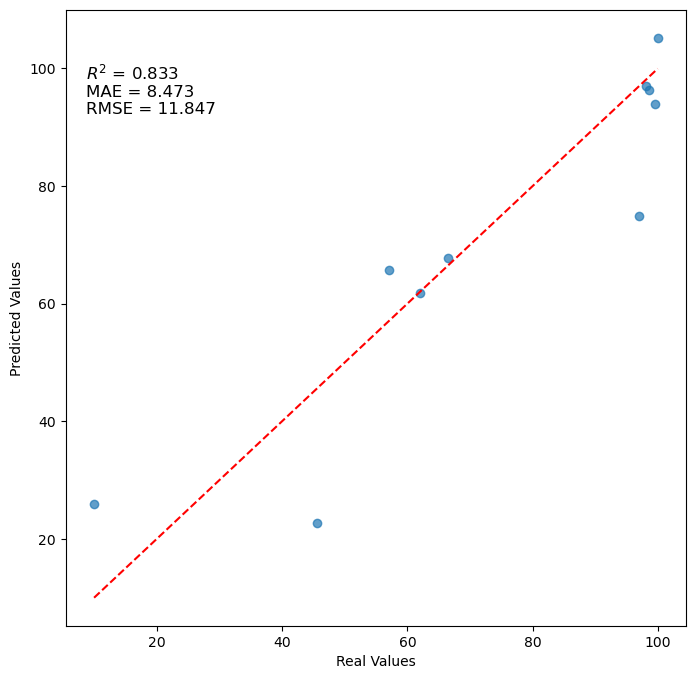 R² = 0.833
MAE = 8.473
RMSE = 11.847
100
80
60
40
20
Predicted Values
20 40 60 80 100
Real Values